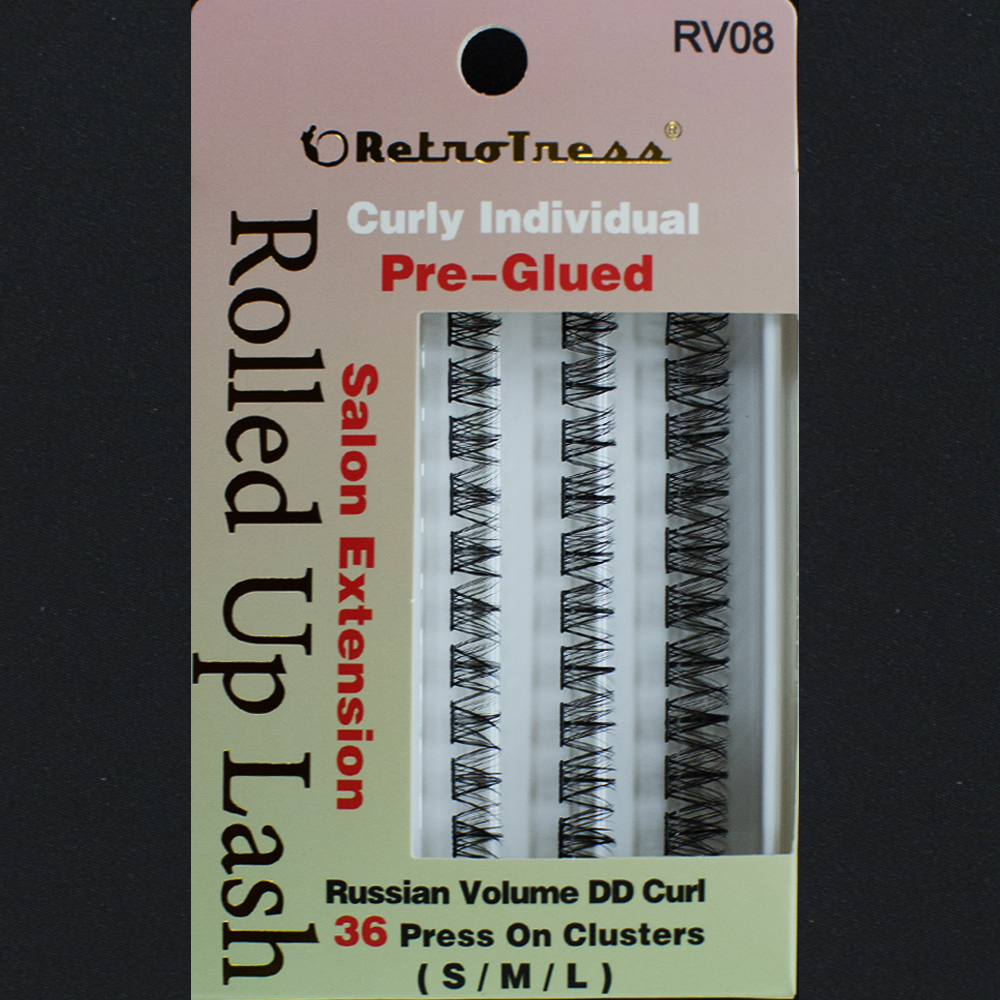 RV08
RetroTress®
Curly Individual
Pre-Glued
Rolled Up Lash
Salon Extension
Russian Volume DD Curl
36 Press On Clusters
( S / M / L )